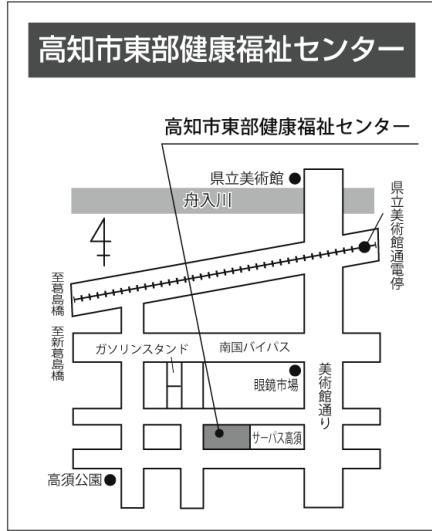 高知市東部健康福祉センター
高知市東部健康福祉センター
県立美術館
舟入川
県立美術館通電停
至葛島橋
至新葛島橋
ガソリンスタンド
南国バイパス
眼鏡市場
美術館通り
サーパス高須
高須公園